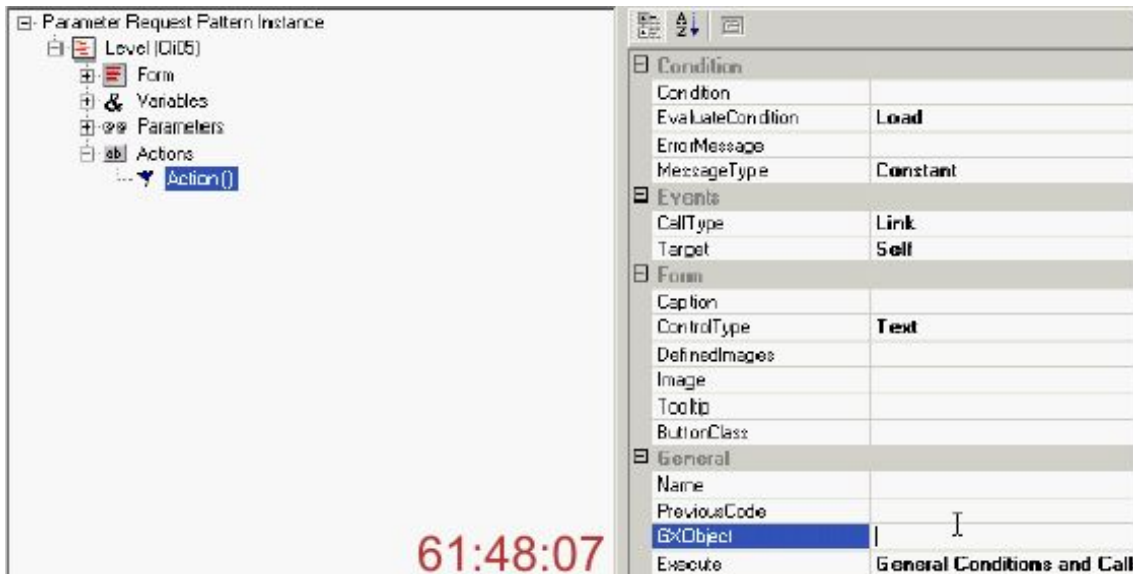 Parameter Request Pattern Instance
Level (Oi05)
Form
& Variables
Parameters
ab Actions
Action()
61:48:07
Condition
Condition
EvaluateCondition Load
ErrorMessage
MessageType Constant
Events
CallType Link
Target Self
Form
Caption
ControlType Text
DefinedImages
Image
Tooltip
ButtonClass
General
Name
PreviousCode
GXObject
Execute General Conditions and Call